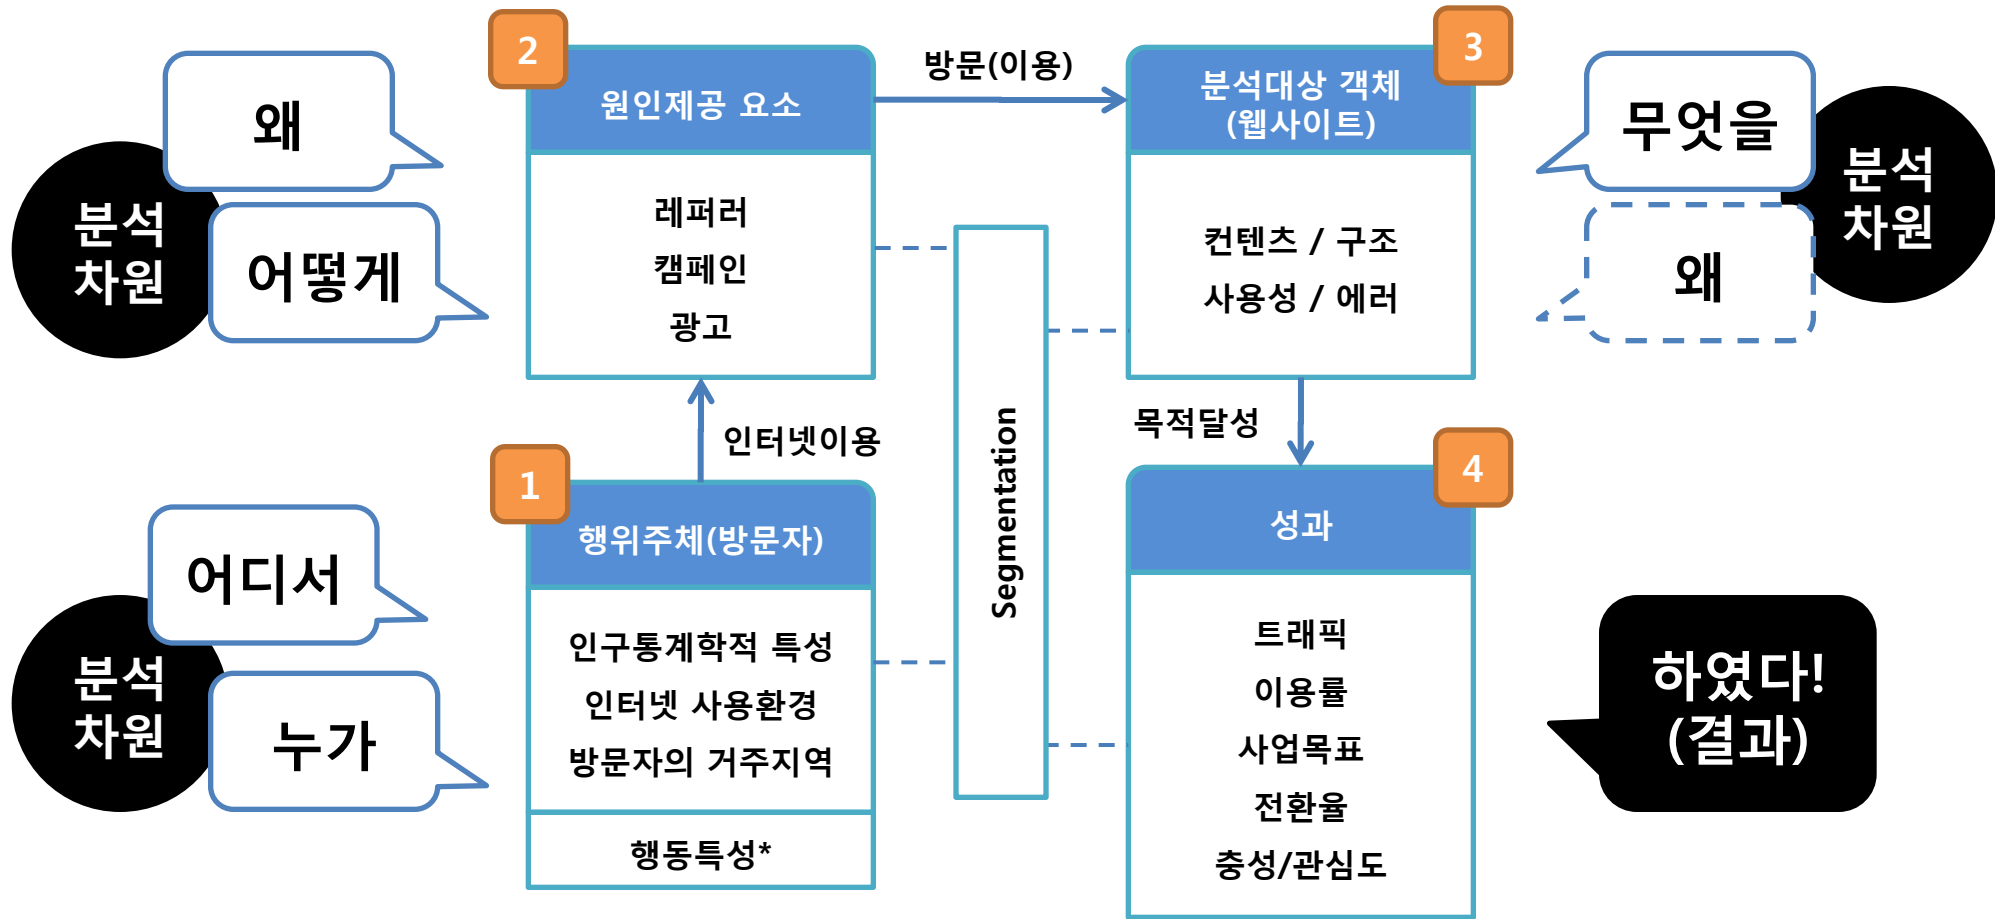 2
원인제공 요소
레퍼러
캠페인
광고
왜
어떻게
분석
차원
방문(이용)
3
분석대상 객체
(웹사이트)
컨텐츠 / 구조
사용성 / 에러
무엇을
왜
분석
차원
인터넷이용
목적달성
Segmentation
1
행위주체(방문자)
인구통계학적 특성
인터넷 사용환경
방문자의 거주지역
행동특성*
어디서
누가
분석
차원
4
성과
트래픽
이용률
사업목표
전환율
충성/관심도
하였다!
(결과)